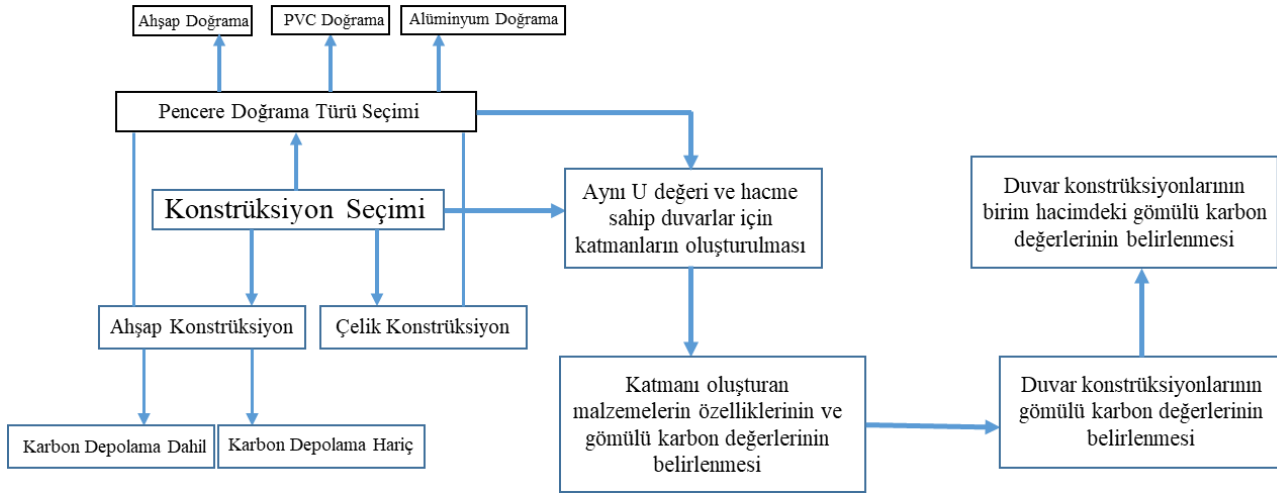 Ahşap Doğrama
PVC Doğrama
Alüminyum Doğrama
Pencere Doğrama Türü Seçimi
Konstrüksiyon Seçimi
Ahşap Konstrüksiyon
Çelik Konstrüksiyon
Karbon Depolama Dahil
Karbon Depolama Hariç
Aynı U değeri ve hacme
sahip duvarlar için
katmanların oluşturulması
Katmanı oluşturan
malzemelerin özelliklerinin ve
gömülü karbon değerlerinin
belirlenmesi
Duvar konstrüksiyonlarının
gömülü karbon değerlerinin
belirlenmesi
Duvar konstrüksiyonlarının
birim hacimdeki gömülü karbon
değerlerinin belirlenmesi